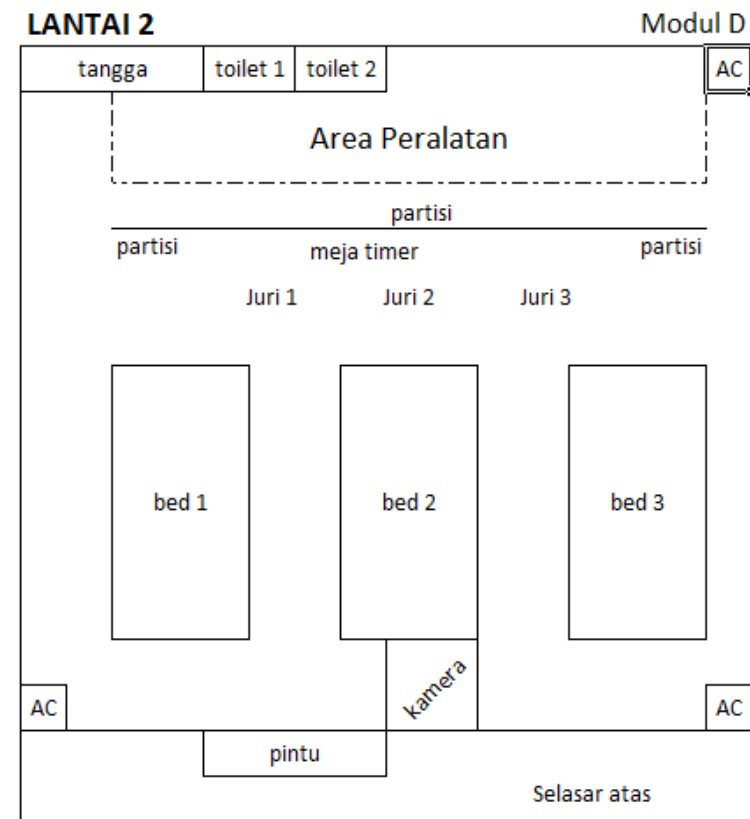 LANTAI 2
Modul D
tangga
toilet 1
toilet 2
AC
Area Peralatan
partisi
partisi
meja timer
partisi
Juri 1
Juri 2
Juri 3
bed 1
bed 2
bed 3
kamera
AC
AC
pintu
Selasar atas